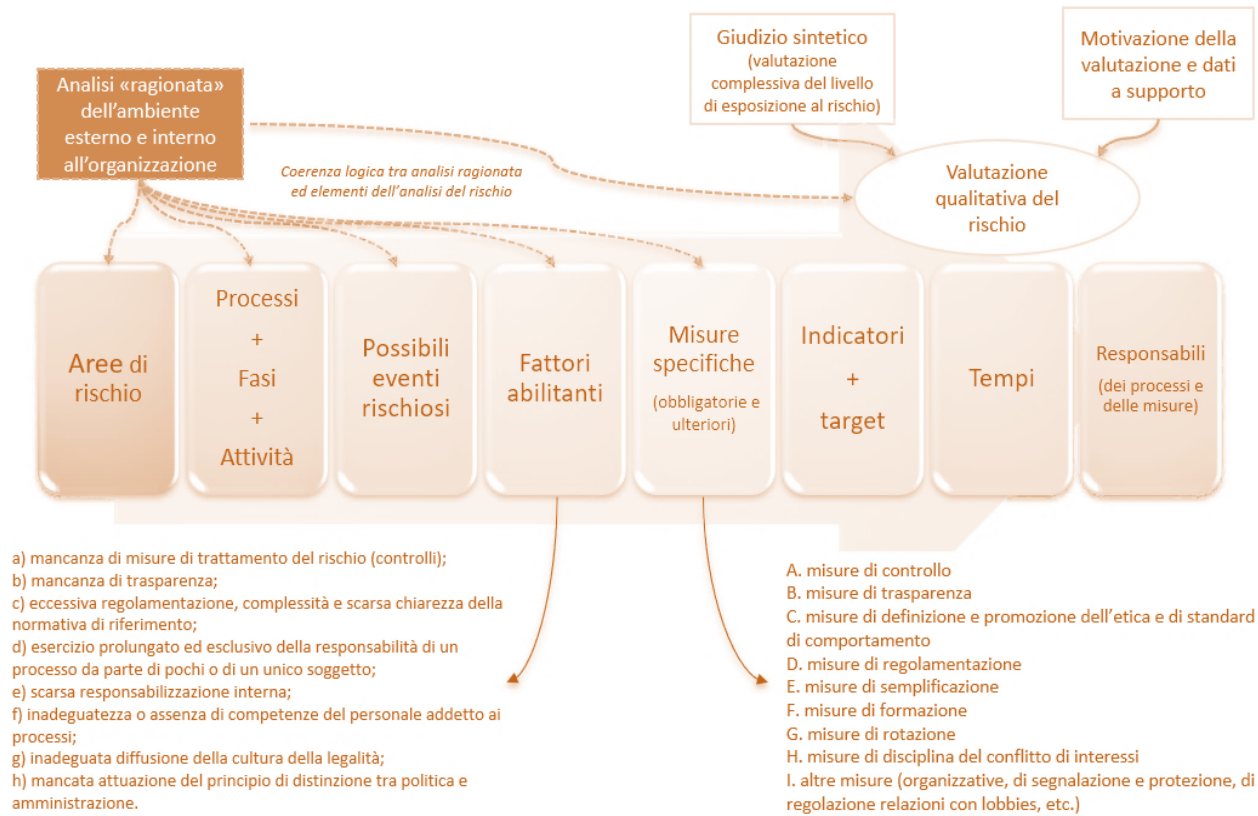 Analisi «ragionata»
dell'ambiente
esterno e interno
all'organizzazione
Giudizio sintetico
(valutazione
complessiva del livello
di esposizione al rischio)
Motivazione della
valutazione e dati
a supporto
Coerenza logica tra analisi ragionata
ed elementi dell'analisi del rischio
Valutazione
qualitativa del
rischio
Aree di
rischio
Processi
+
Fasi
+
Attività
Possibili
eventi
rischiosi
Fattori
abilitanti
Misure
specifiche
(obbligatorie e
ulteriori)
Indicatori
+
target
Tempi
Responsabili
(dei processi e
delle misure)
a) mancanza di misure di trattamento del rischio (controlli);
b) mancanza di trasparenza;
c) eccessiva regolamentazione, complessità e scarsa chiarezza della
normativa di riferimento;
d) esercizio prolungato ed esclusivo della responsabilità di un
processo da parte di pochi o di un unico soggetto;
e) scarsa responsabilizzazione interna;
f) inadeguatezza o assenza di competenze del personale addetto ai
processi;
g) inadeguata diffusione della cultura della legalità;
h) mancata attuazione del principio di distinzione tra politica e
amministrazione.
A. misure di controllo
B. misure di trasparenza
C. misure di definizione e promozione dell'etica e di standard
di comportamento
D. misure di regolamentazione
E. misure di semplificazione
F. misure di formazione
G. misure di rotazione
H. misure di disciplina del conflitto di interessi
I. altre misure (organizzative, di segnalazione e protezione, di
regolazione relazioni con lobbies, etc.)